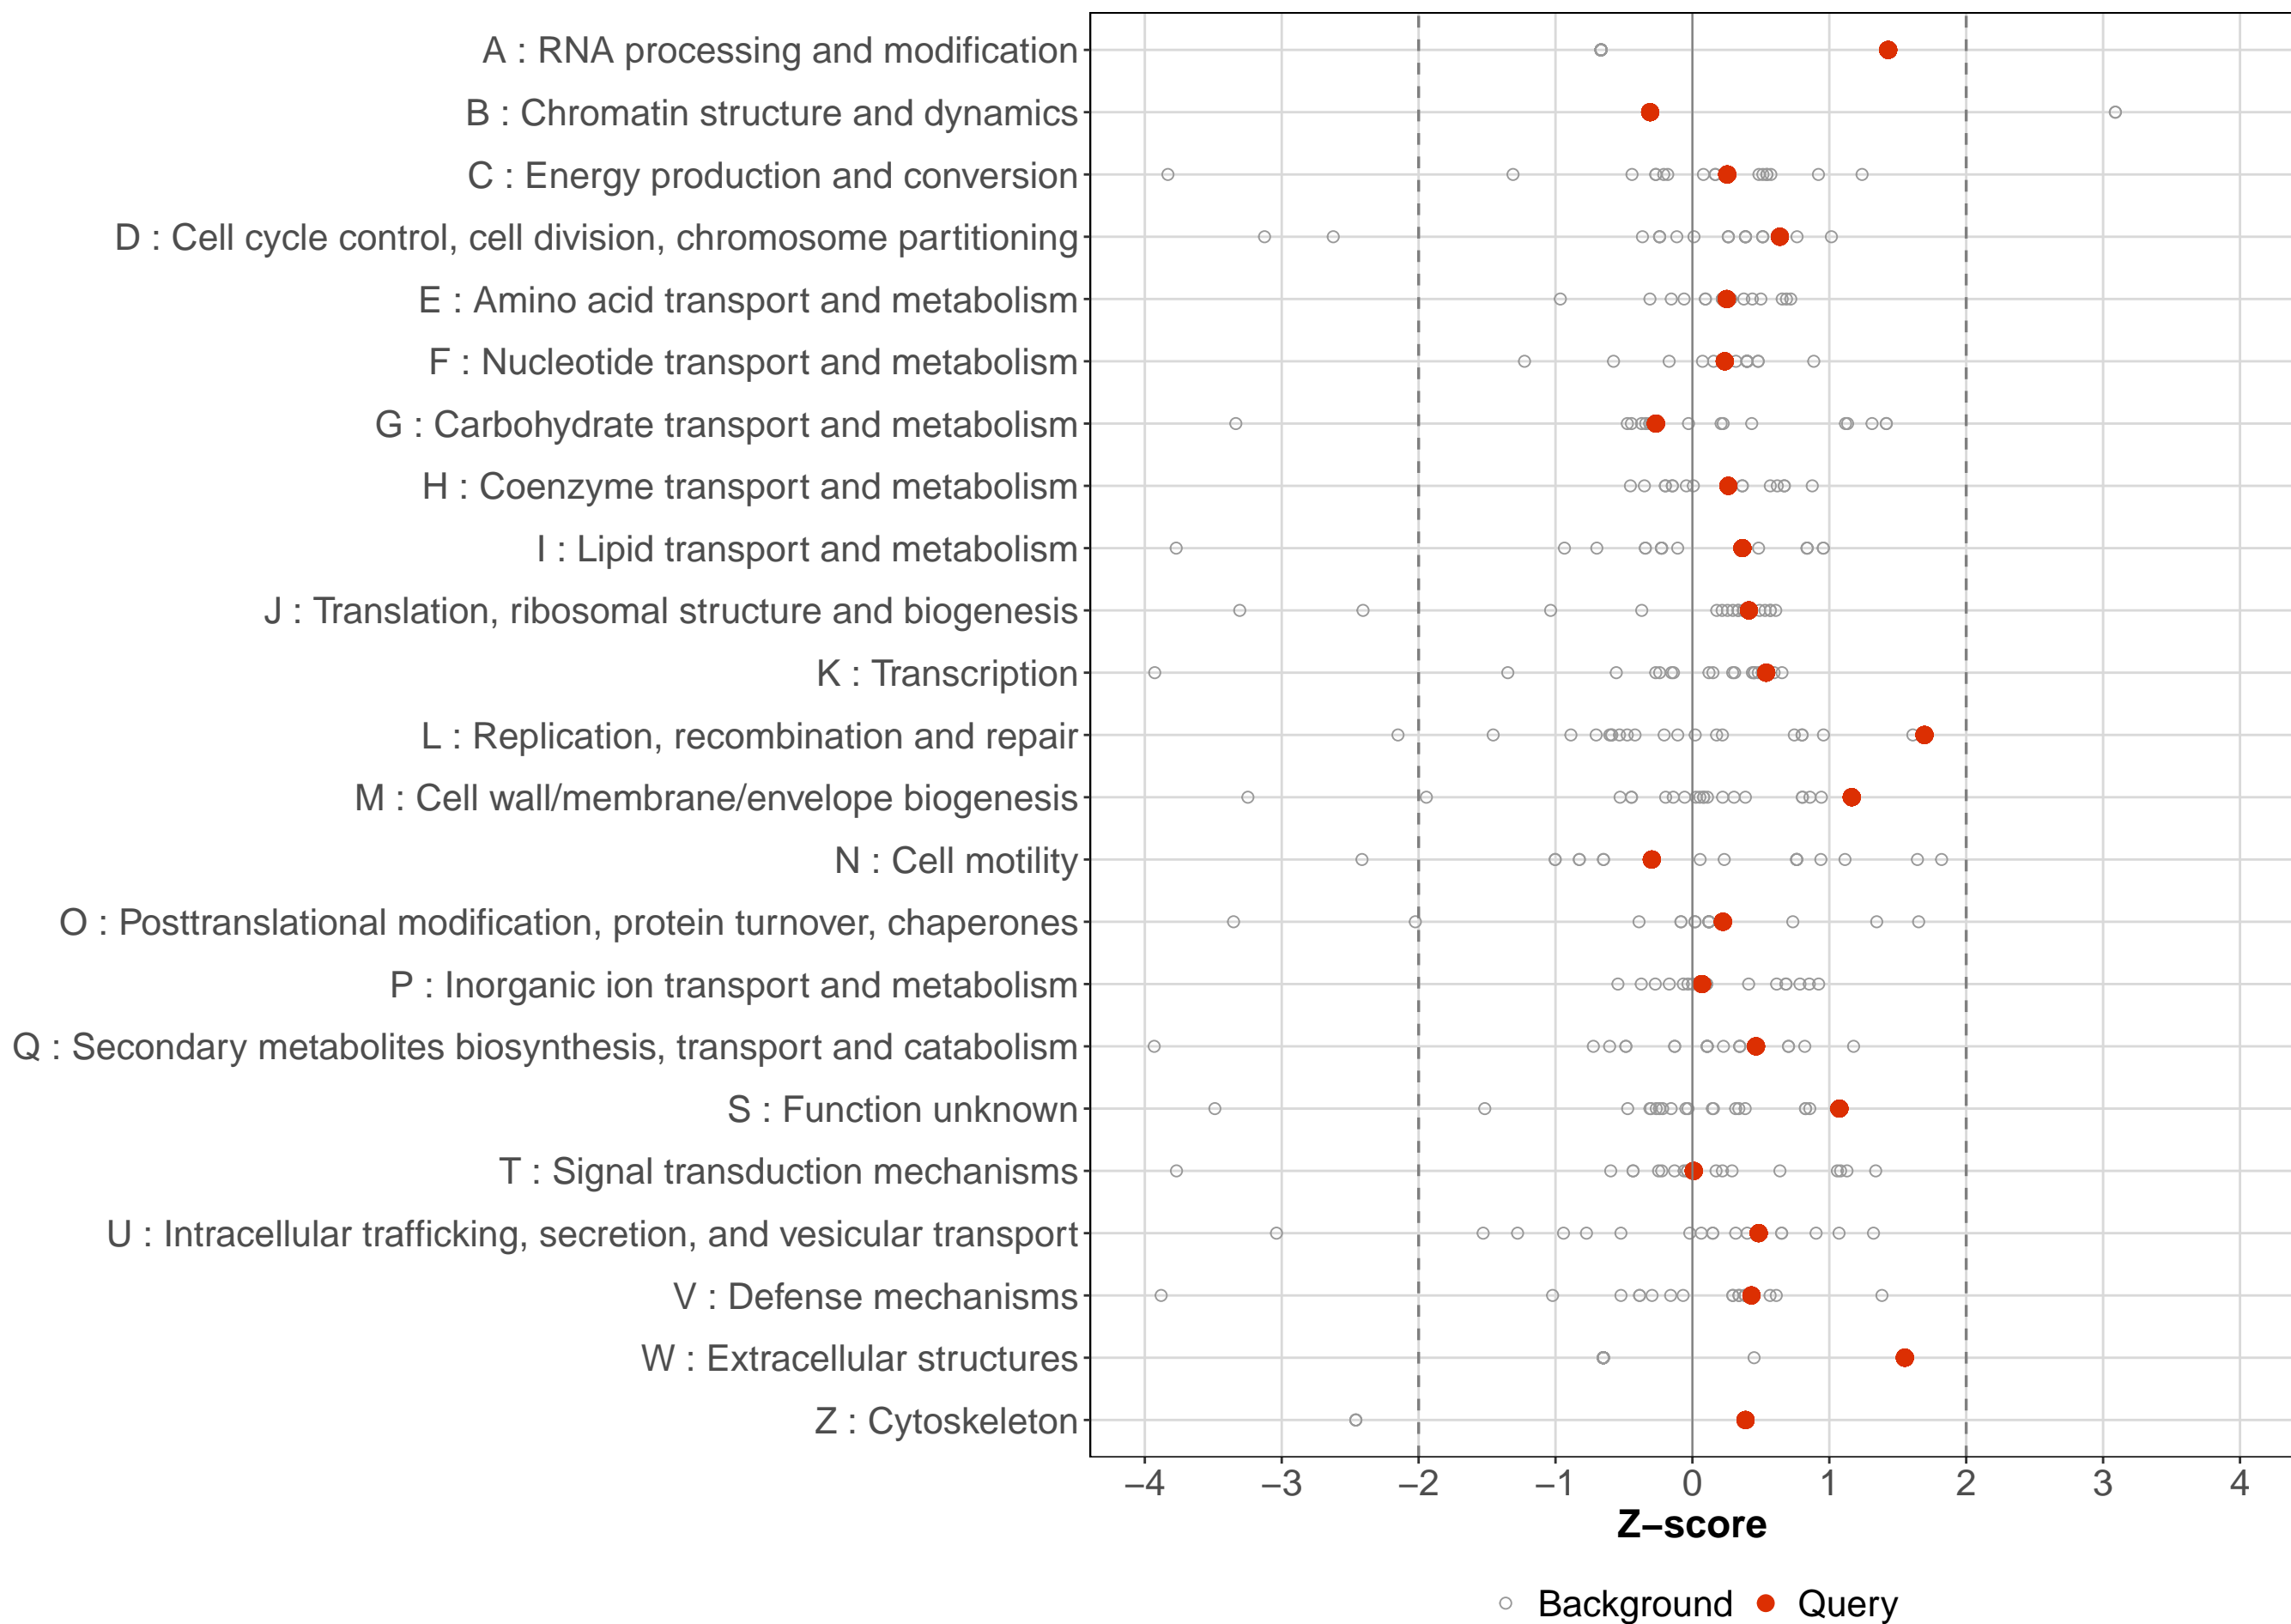 A : RNA processing and modification
B : Chromatin structure and dynamics
C : Energy production and conversion
D : Cell cycle control, cell division, chromosome partitioning
E : Amino acid transport and metabolism
F : Nucleotide transport and metabolism
G : Carbohydrate transport and metabolism
H : Coenzyme transport and metabolism
I : Lipid transport and metabolism
J : Translation, ribosomal structure and biogenesis
K : Transcription
L : Replication, recombination and repair
M : Cell wall/membrane/envelope biogenesis
N : Cell motility
O : Posttranslational modification, protein turnover, chaperones
P : Inorganic ion transport and metabolism
Q : Secondary metabolites biosynthesis, transport and catabolism
S : Function unknown
T : Signal transduction mechanisms
U : Intracellular trafficking, secretion, and vesicular transport
V : Defense mechanisms
W : Extracellular structures
Z : Cytoskeleton
−4 −3 −2 −1 0 1 2 3 4
Z−score
Background Query